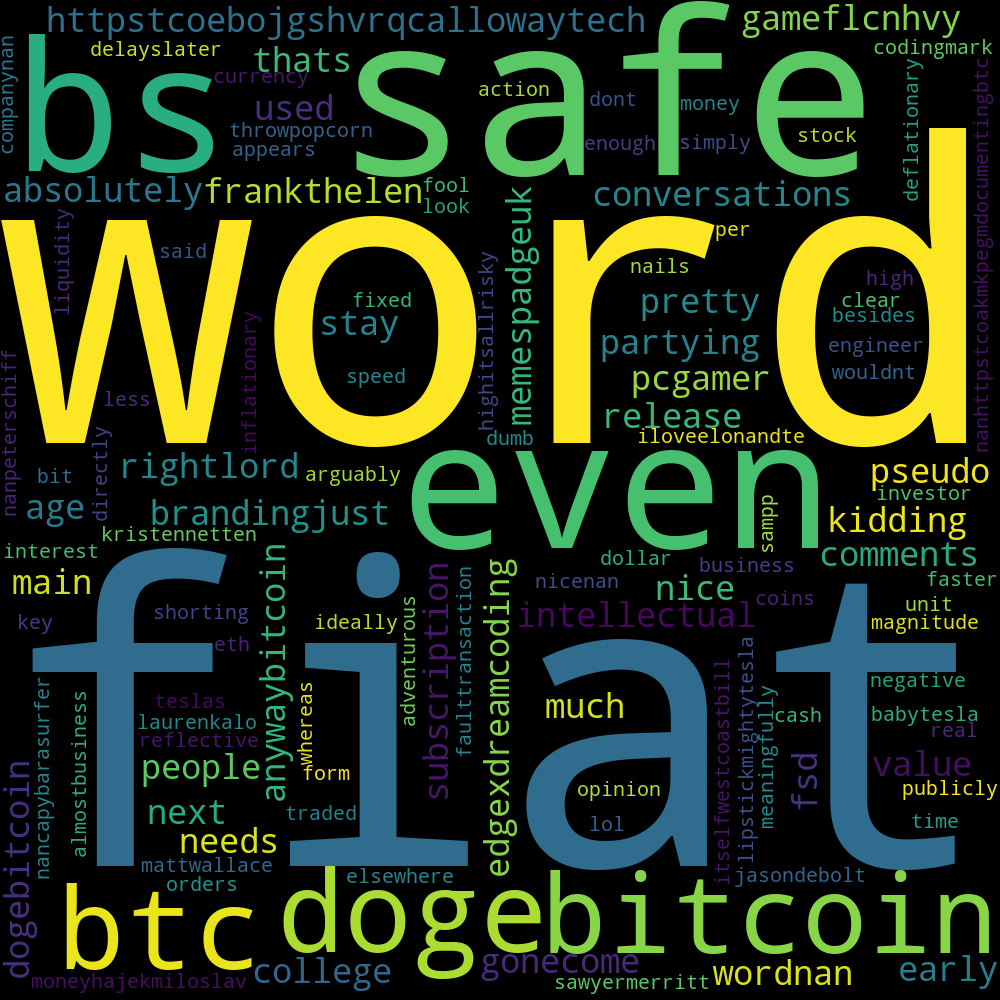 httpstcoebojgshvrqcallowaytech
gameflcnhvy
delayslater
thats
codingmark
companynan
bs
safe
currency
used
action
dont
money
stock
throwpopcorn
appears
enough
simply
deflationary
absolutely
frankthelen
fool
look
conversations
nanhttpstcoakmkpegmdocumentingbtc
word
liquidity
said
memespadgeuk
per
nails
high
fixed
stay
highitsallrisky
pretty
clear
besides
inflationary
partying
engineer
nanpeterschiff
speed
pcgamer
wouldnt
less
release
directly
dumb
iloveelonandte
even
bit
rightlord
arguably
pseudo
age
brandingjust
sampp
investor
kidding
kristennetten
interest
dollar
business
comments
main
fiat
anywaybitcoin
subscription
edgexdreamcoding
nicenan
nice
coins
faster
key
shorting
ideally
adventurous
faulttransaction
intellectual
unit
magnitude
eth
nancapybarasurfer
almostbusiness
teslas
laurenkalo
reflective
whereas
much
itselfwestcoastbill
jlipstickmightytesla
meaningfully
cash
negative
babytesla
real
people
form
opinion
fsd
value
publicly
dogebitcoin
next
traded
lol
time
needs
mattwallace
orders
elsewhere
jasondebolt
btc
doge
bitcoin
moneyhajekmiloslav
college
gonecome
sawyermerritt
wordnan
early